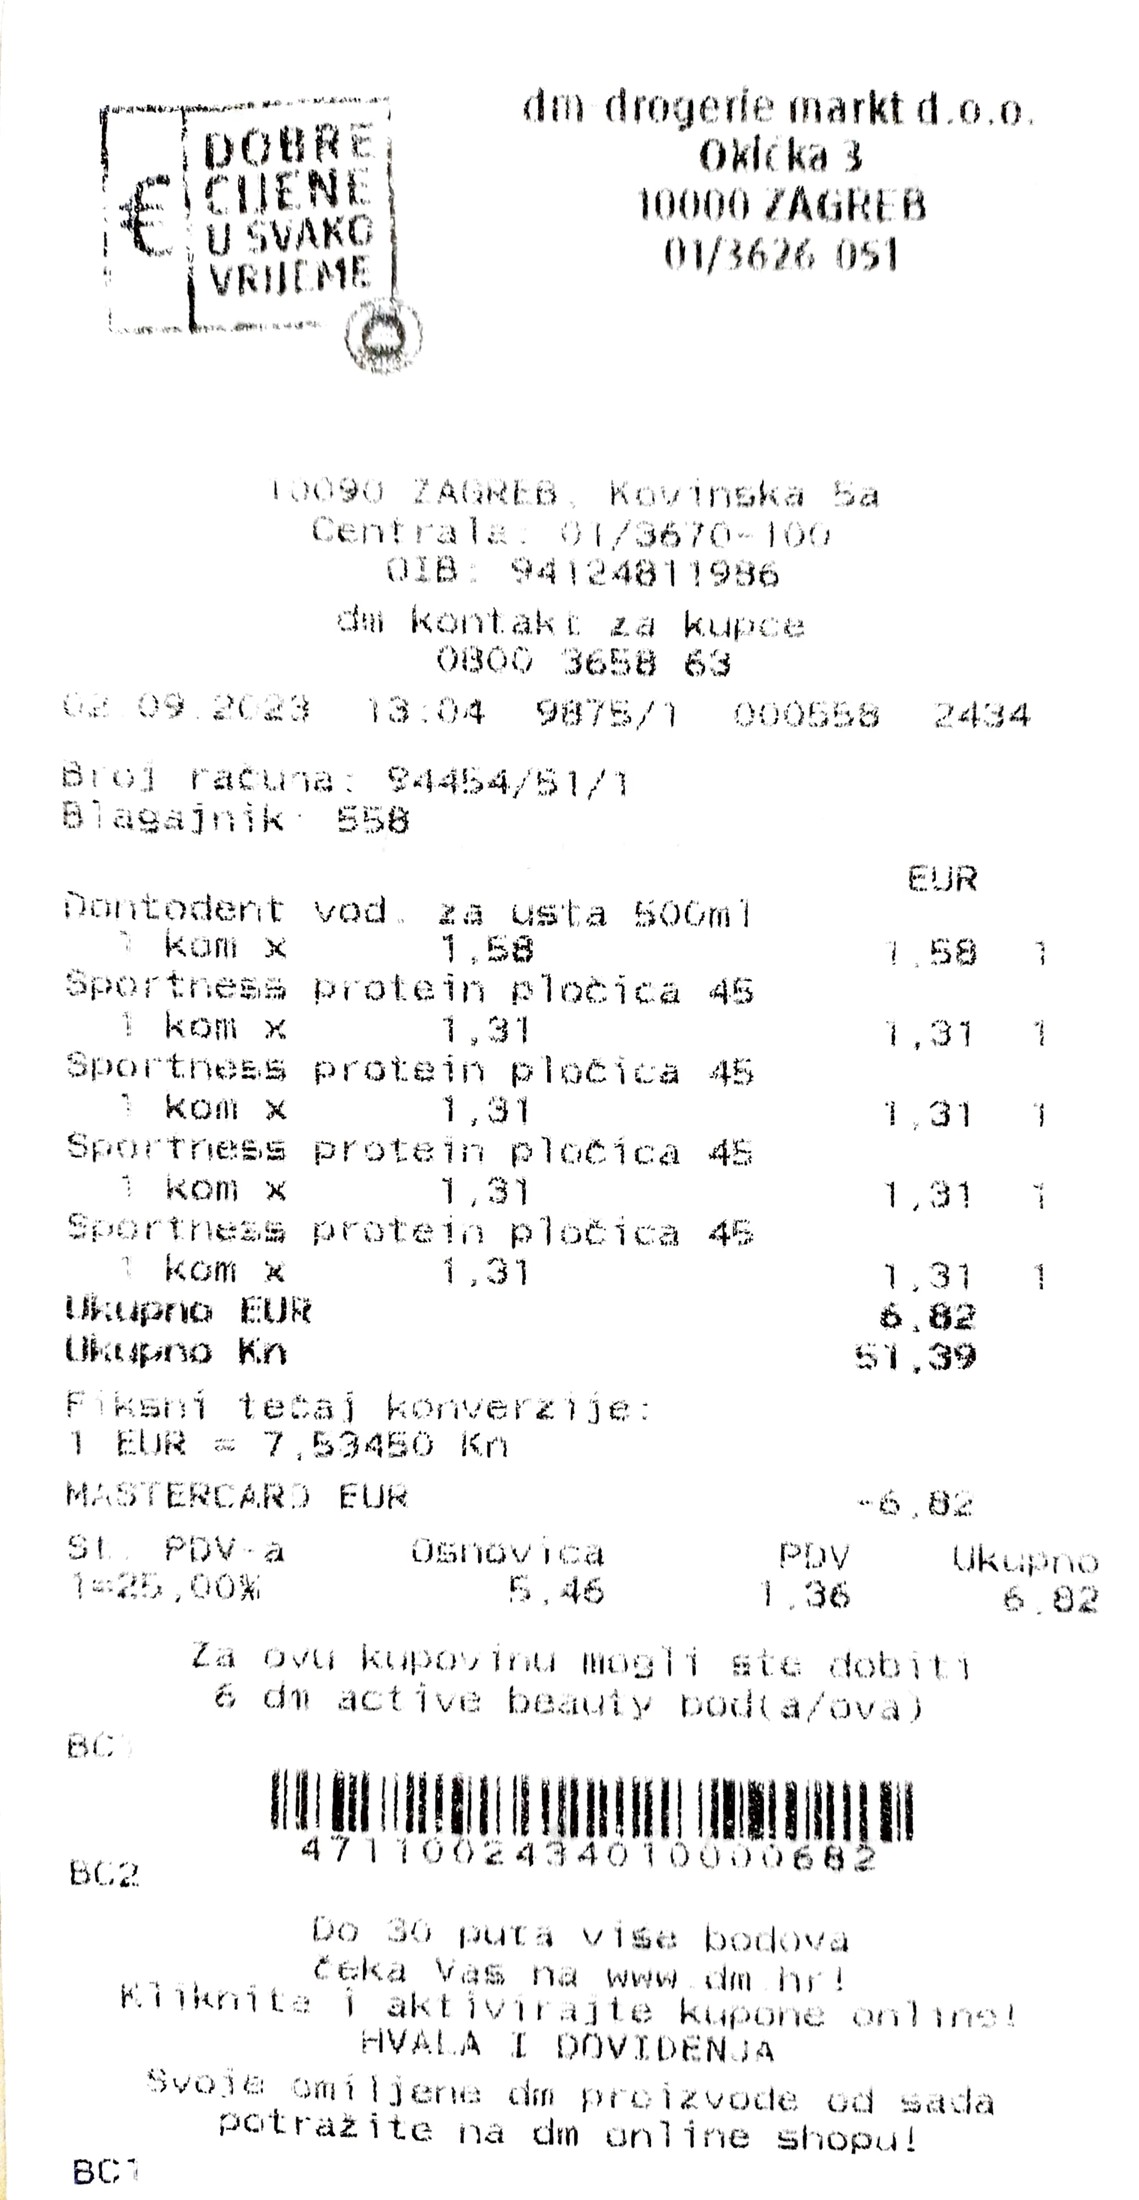 € DOBRE
CIJENE
U SVAKO
VRIJEME
dm-drogerie markt d.o.o.
Okićka 3
10000 ZAGREB
01/3626 051
10090 ZAGREB, Kovinska 5a
Centrala: 01/3670-100
OIB: 94124811986
dm kontakt za kupce
0800 3658 63
02.09.2023 13:04 9875/1 000558 2434
Broj računa: 94454/51/1
Blagajnik: 558
EUR
Dontodent vod. za usta 500ml
1 kom x 1,58 1,58 1
Sportness protein pločica 45
1 kom x 1,31 1,31 1
Sportness protein pločica 45
1 kom x 1,31 1,31 1
Sportness protein pločica 45
1 kom x 1,31 1,31 1
Sportness protein pločica 45
1 kom x 1,31 1,31 1
Ukupno EUR 6,82
Ukupno Kn 51,39
Fiksni tečaj konverzije:
1 EUR = 7,53450 Kn
MASTERCARD EUR -6,82
St. PDV-a Osnovica PDV Ukupno
1=25,00% 5,46 1,36 6,82
Za ovu kupovinu mogli ste dobiti
6 dm active beauty bod(a/ova)
BC1
4711002434010000682
BC2
Do 30 puta više bodova
čeka Vas na www.dm.hr!
Kliknite i aktivirajte kupone online!
HVALA I DOVIĐENJA
Svoje omiljene dm proizvode od sada
potražite na dm online shopu!
BC1